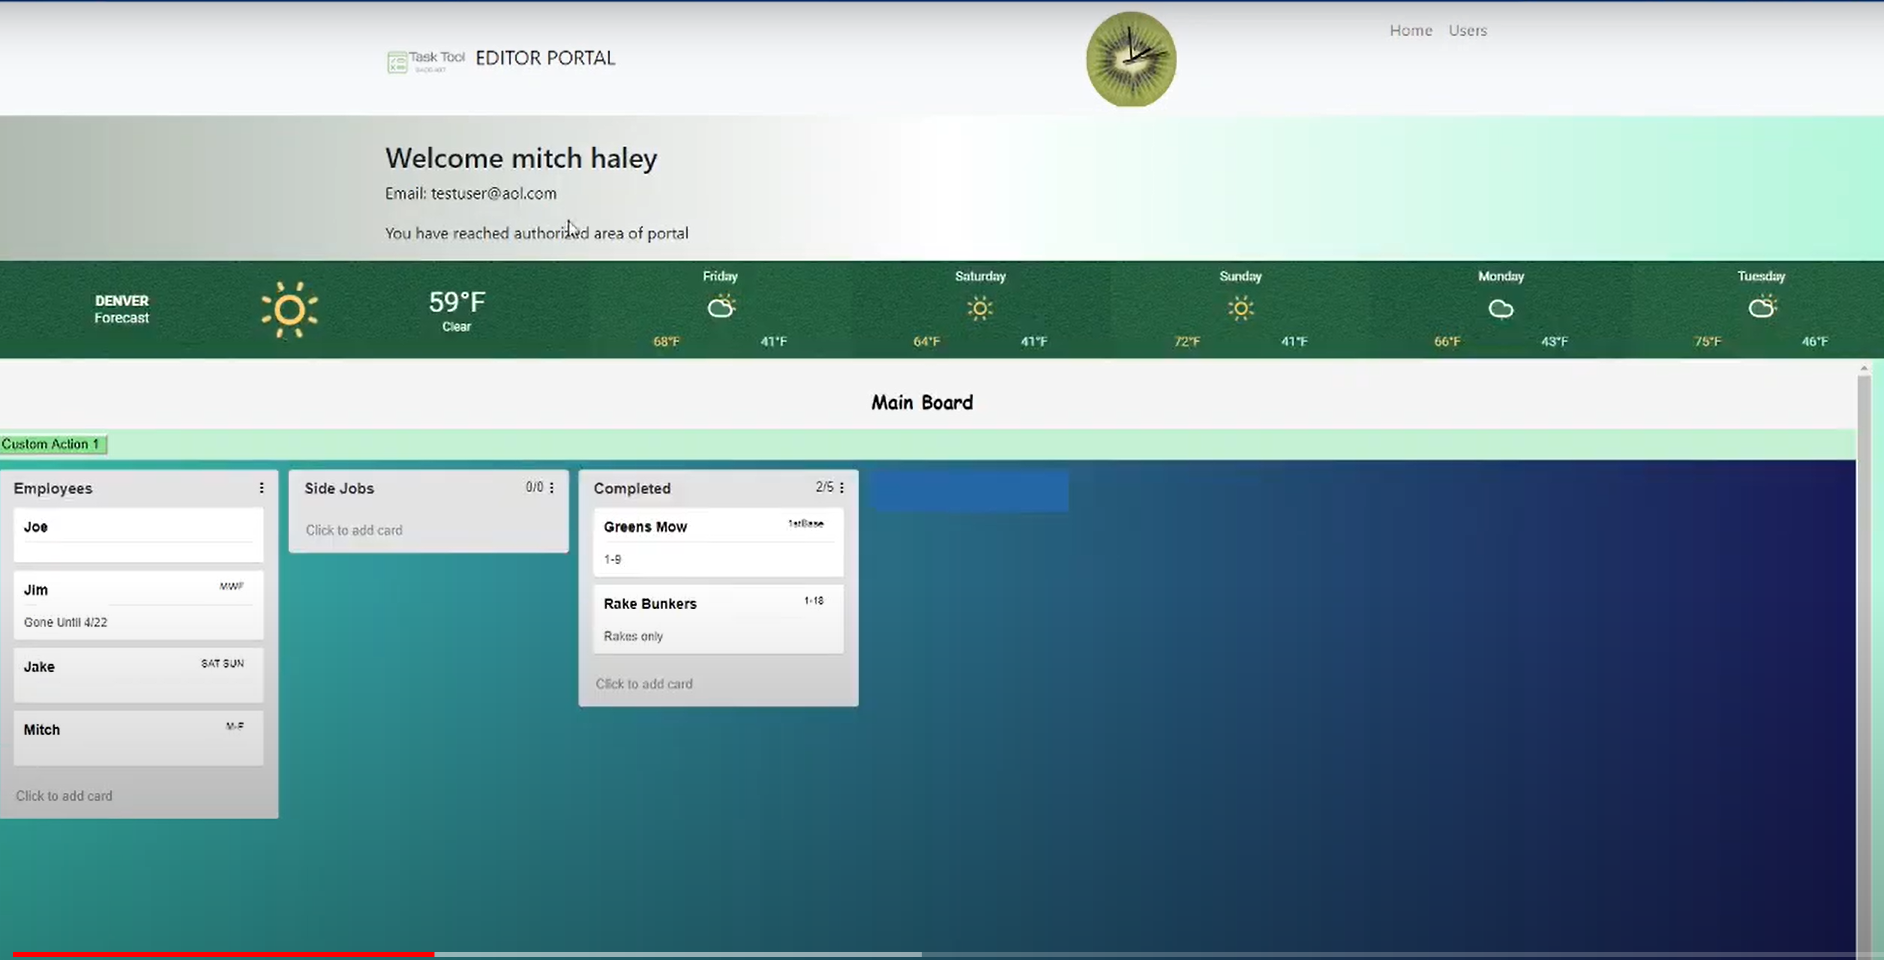 Task Tool
EDITOR PORTAL
Home Users
Welcome mitch haley
Email: testuser@aol.com
You have reached authorized area of portal
DENVER
Forecast
59°F
Clear
Friday
68°F 41°F
Saturday
64°F 41°F
Sunday
72°F 41°F
Monday
66°F 43°F
Tuesday
75°F 46°F
Main Board
Custom Action 1
Employees
Joe
Jim MWF
Gone Until 4/22
Jake SAT SUN
Mitch M-F
Click to add card
Side Jobs 0/0
Click to add card
Completed 2/5
Greens Mow 1stBase
1-9
Rake Bunkers 1-18
Rakes only
Click to add card